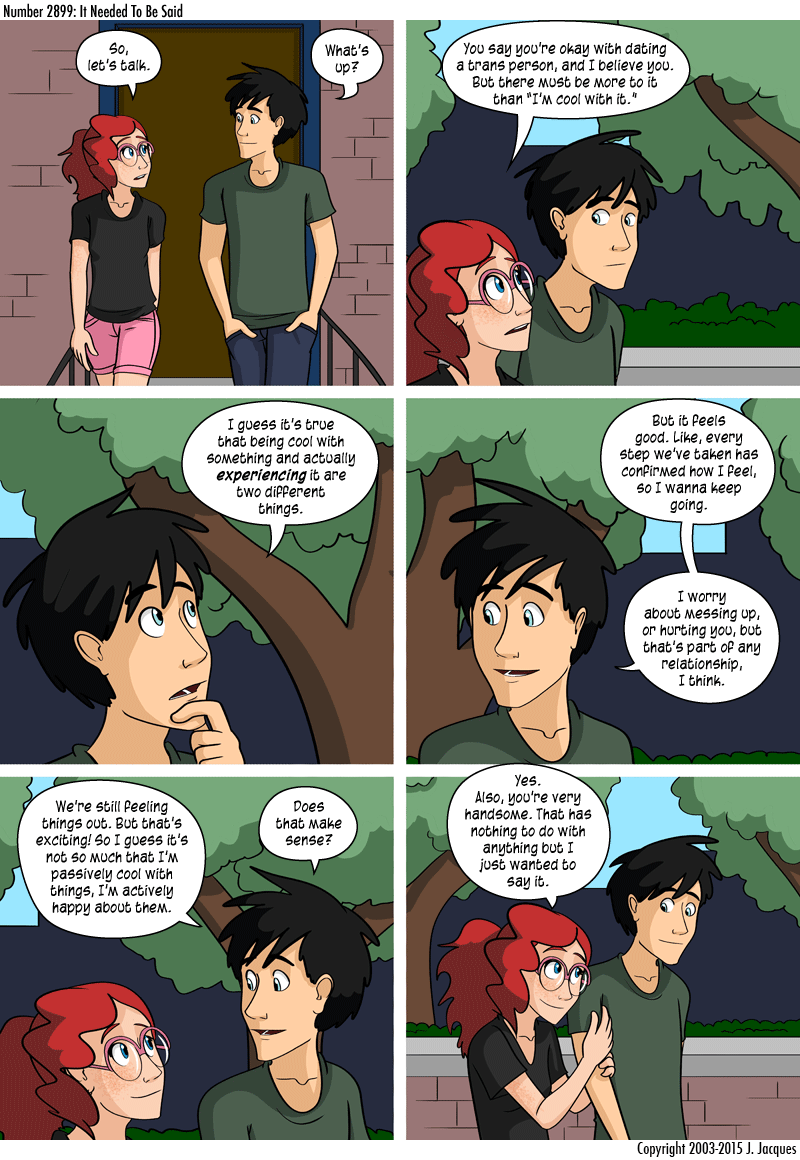 Number 2899: It Needed To Be Said
So,
let's talk.
What's
up?
You say you're okay with dating
a trans person, and I believe you.
But there must be more to it
than "I'm cool with it."
I guess it's true
that being cool with
something and actually
experiencing it are
two different
things.
But it feels
good. Like, every
step we've taken has
confirmed how I feel,
so I wanna keep
going.
I worry
about messing up,
or hurting you, but
that's part of any
relationship,
I think.
We're still feeling
things out. But that's
exciting! So I guess it's
not so much that I'm
passively cool with
things, I'm actively
happy about them.
Does
that make
sense?
Yes.
Also, you're very
handsome. That has
nothing to do with
anything but I
just wanted to
say it.
Copyright 2003-2015 J. Jacques